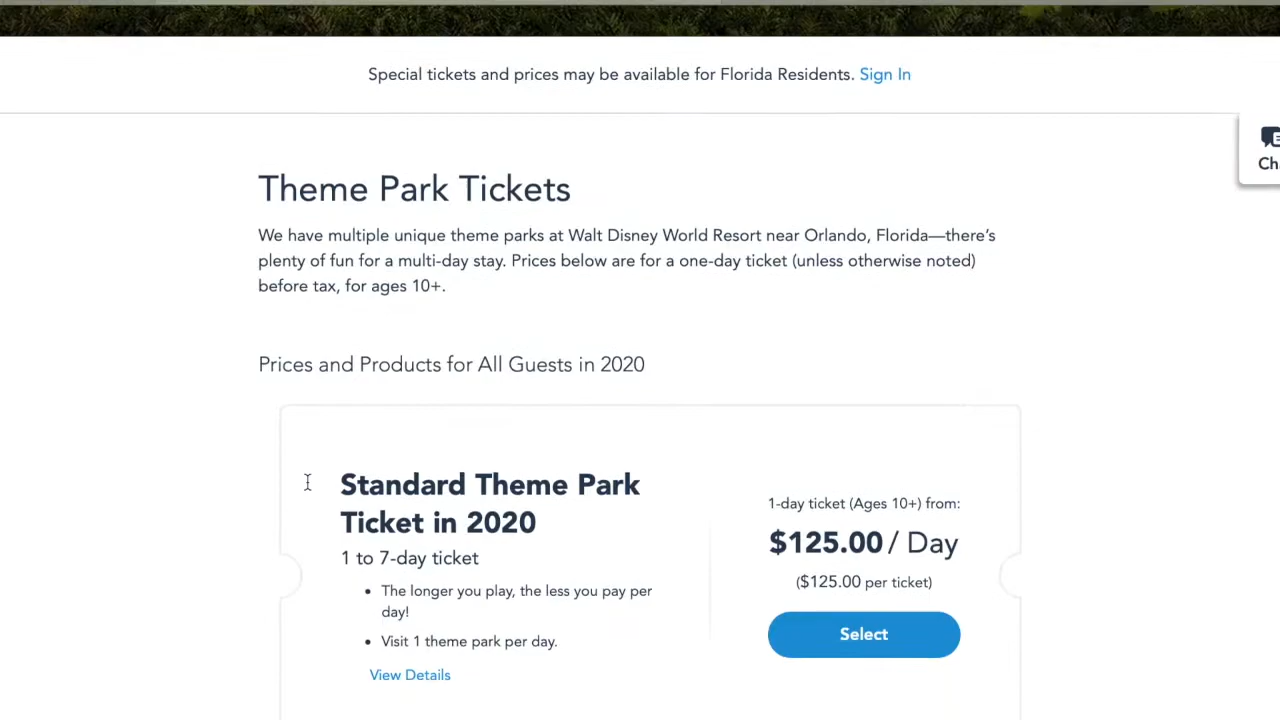 Special tickets and prices may be available for Florida Residents. Sign In
Theme Park Tickets
We have multiple unique theme parks at Walt Disney World Resort near Orlando, Florida—there's
plenty of fun for a multi-day stay. Prices below are for a one-day ticket (unless otherwise noted)
before tax, for ages 10+.
Prices and Products for All Guests in 2020
Standard Theme Park
Ticket in 2020
1 to 7-day ticket
• The longer you play, the less you pay per
day!
• Visit 1 theme park per day.
View Details
1-day ticket (Ages 10+) from:
$125.00 / Day
($125.00 per ticket)
Select